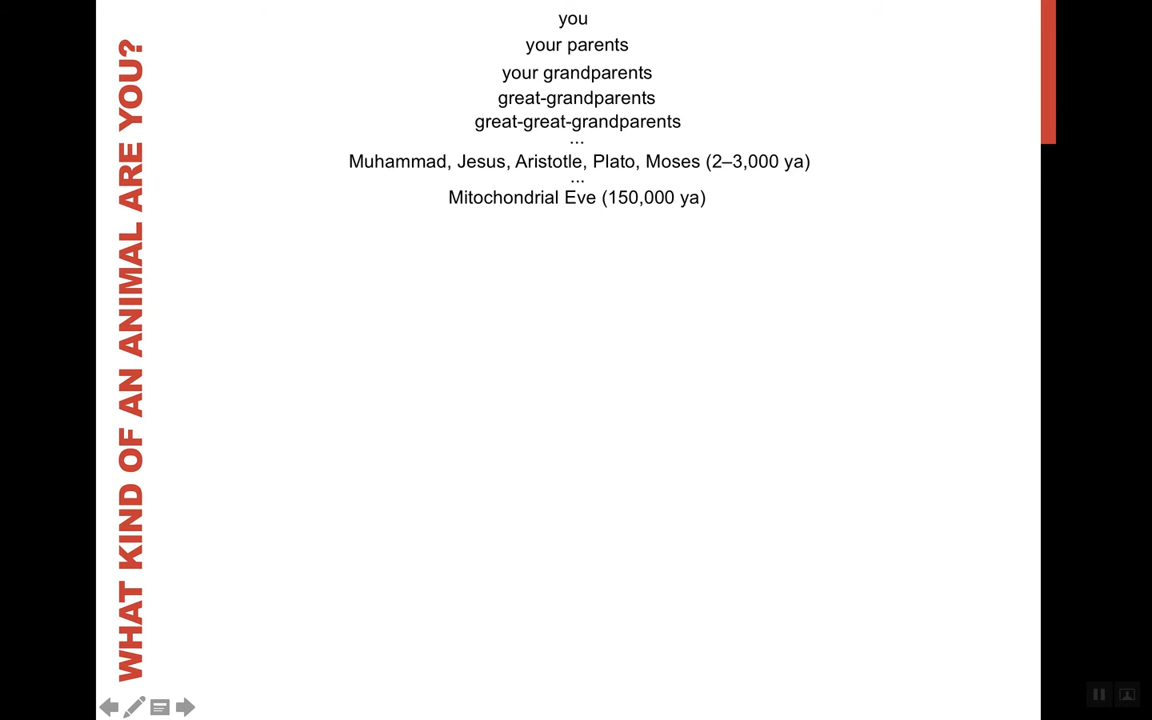 WHAT KIND OF AN ANIMAL ARE YOU?
you
your parents
your grandparents
great-grandparents
great-great-grandparents
...
Muhammad, Jesus, Aristotle, Plato, Moses (2–3,000 ya)
...
Mitochondrial Eve (150,000 ya)